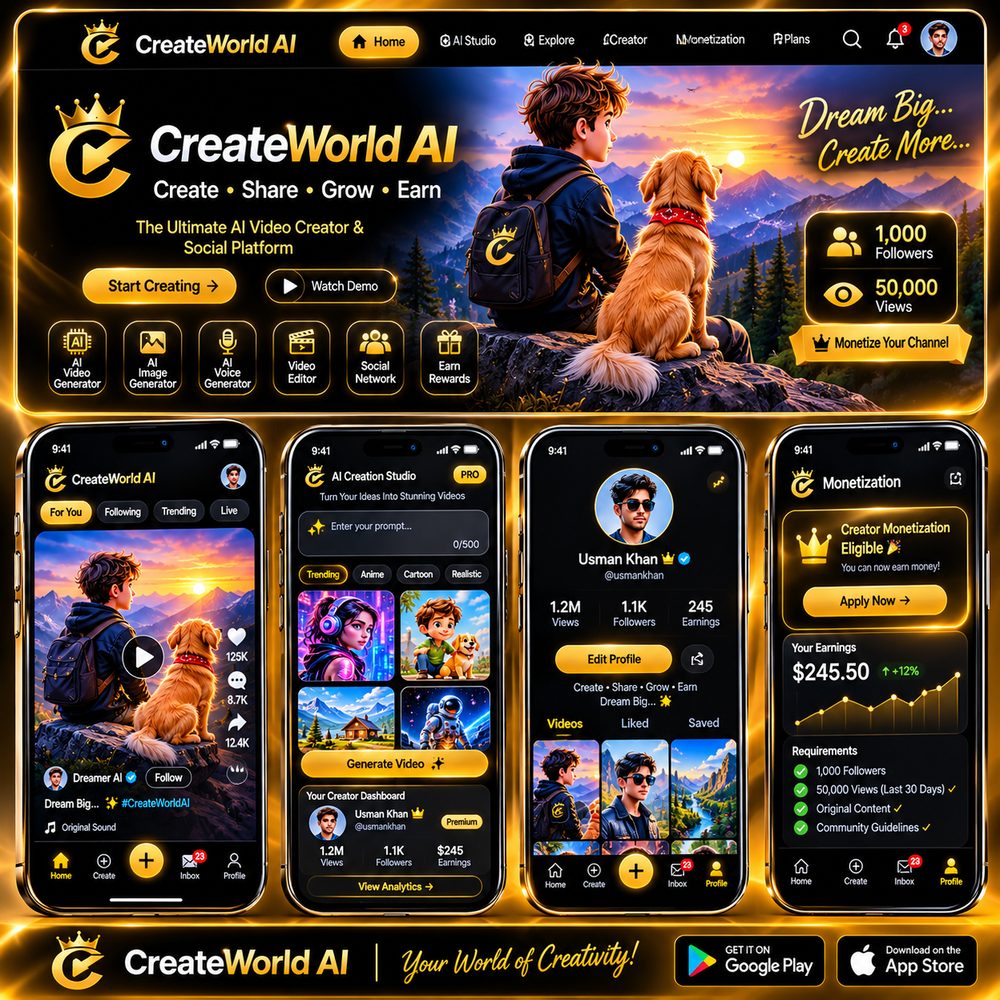 CreateWorld AI
Home
AI Studio
Explore
Creator
Monetization
Plans
3
CreateWorld AI
Create • Share • Grow • Earn
The Ultimate AI Video Creator &
Social Platform
Start Creating →
Watch Demo
AI
AI
Video
Generator
AI
Image
Generator
AI
Voice
Generator
Video
Editor
Social
Network
Earn
Rewards
Dream Big...
Create More...
1,000
Followers
50,000
Views
Monetize Your Channel
9:41
CreateWorld AI
For You
Following
Trending
Live
125K
8.7K
12.4K
Dreamer AI
Follow
Dream Big... ✨ #CreateWorldAI
Original Sound
Home
Create
+
23
Inbox
Profile
9:41
AI Creation Studio
PRO
Turn Your Ideas Into Stunning Videos
Enter your prompt...
0/500
Trending
Anime
Cartoon
Realistic
Generate Video ✨
Your Creator Dashboard
Usman Khan
@usmankhan
Premium
1.2M
Views
1.1K
Followers
$245
Earnings
View Analytics →
9:41
Usman Khan
@usmankhan
1.2M
Views
1.1K
Followers
245
Earnings
Edit Profile
Create • Share • Grow • Earn
Dream Big... ✨
Videos
Liked
Saved
Home
Create
+
23
Inbox
Profile
9:41
Monetization
Creator Monetization
Eligible 🎉
You can now earn money!
Apply Now →
Your Earnings
$245.50
↑ +12%
Requirements
1,000 Followers
50,000 Views (Last 30 Days) ✓
Original Content ✓
Community Guidelines ✓
Home
Create
23
Inbox
Profile
CreateWorld AI
Your World of Creativity!
GET IT ON
Google Play
Download on the
App Store